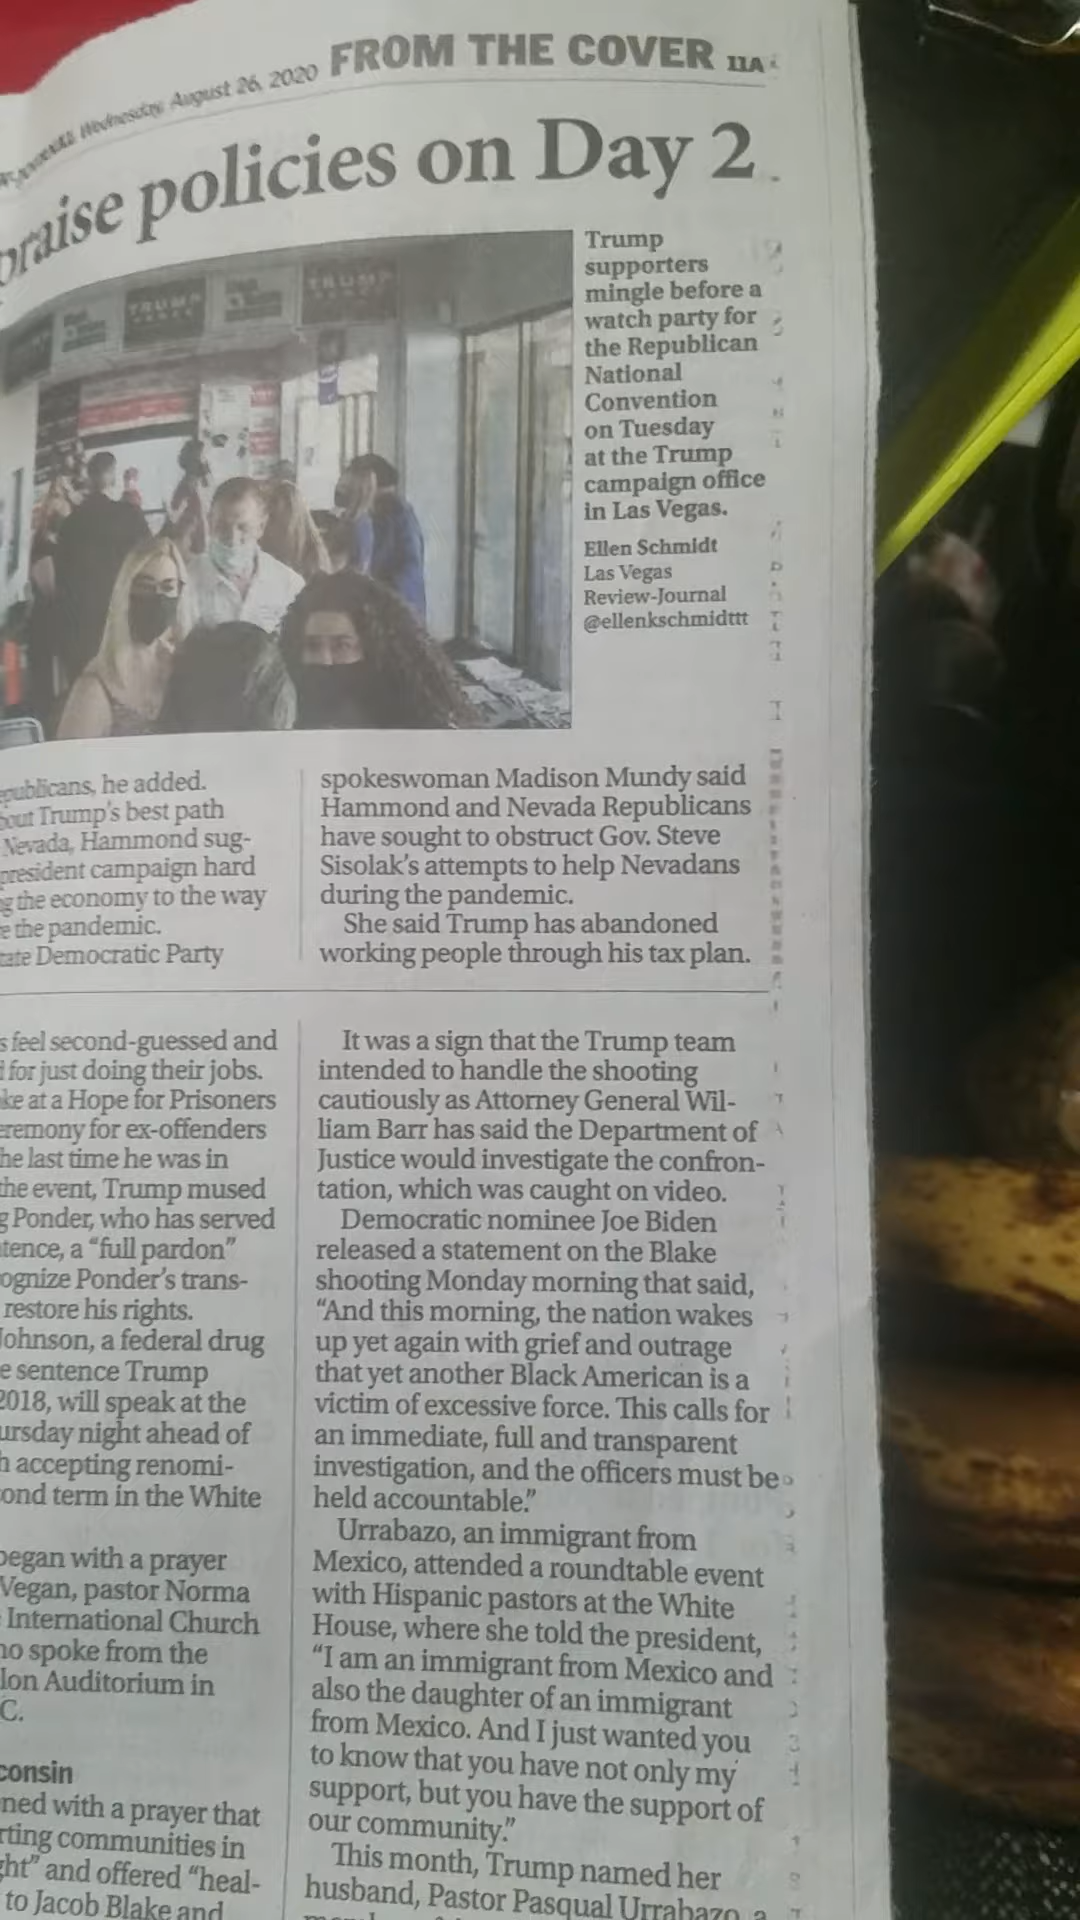 Wednesday, August 26, 2020
FROM THE COVER 11A
praise policies on Day 2
TRUMP
TRUMP
Trump
supporters
mingle before a
watch party for
the Republican
National
Convention
on Tuesday
at the Trump
campaign office
in Las Vegas.
Ellen Schmidt
Las Vegas
Review-Journal
@ellenkschmidttt
epublicans, he added.
bout Trump's best path
Nevada, Hammond sug-
president campaign hard
g the economy to the way
e the pandemic.
tate Democratic Party
spokeswoman Madison Mundy said
Hammond and Nevada Republicans
have sought to obstruct Gov. Steve
Sisolak's attempts to help Nevadans
during the pandemic.
She said Trump has abandoned
working people through his tax plan.
s feel second-guessed and
for just doing their jobs.
ke at a Hope for Prisoners
eremony for ex-offenders
he last time he was in
the event, Trump mused
g Ponder, who has served
tence, a “full pardon”
ognize Ponder's trans-
restore his rights.
Johnson, a federal drug
e sentence Trump
2018, will speak at the
ursday night ahead of
h accepting renomi-
ond term in the White
began with a prayer
Vegan, pastor Norma
International Church
ho spoke from the
lon Auditorium in
C.
consin
ned with a prayer that
rting communities in
ght” and offered “heal-
to Jacob Blake and
It was a sign that the Trump team
intended to handle the shooting
cautiously as Attorney General Wil-
liam Barr has said the Department of
Justice would investigate the confron-
tation, which was caught on video.
Democratic nominee Joe Biden
released a statement on the Blake
shooting Monday morning that said,
“And this morning, the nation wakes
up yet again with grief and outrage
that yet another Black American is a
victim of excessive force. This calls for
an immediate, full and transparent
investigation, and the officers must be
held accountable.”
Urrabazo, an immigrant from
Mexico, attended a roundtable event
with Hispanic pastors at the White
House, where she told the president,
“I am an immigrant from Mexico and
also the daughter of an immigrant
from Mexico. And I just wanted you
to know that you have not only my
support, but you have the support of
our community.”
This month, Trump named her
husband, Pastor Pasqual Urrabazo, a